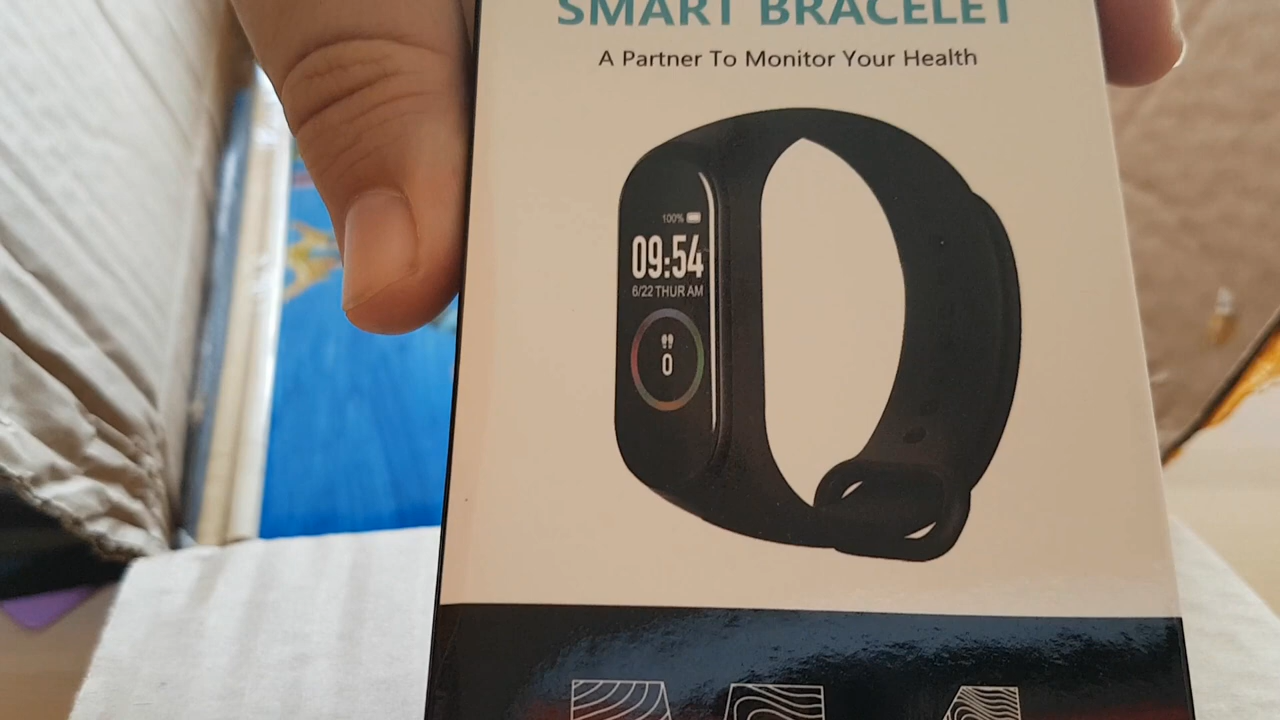 SMART BRACELET
A Partner To Monitor Your Health
100%
09:54
6/22 THUR AM
0